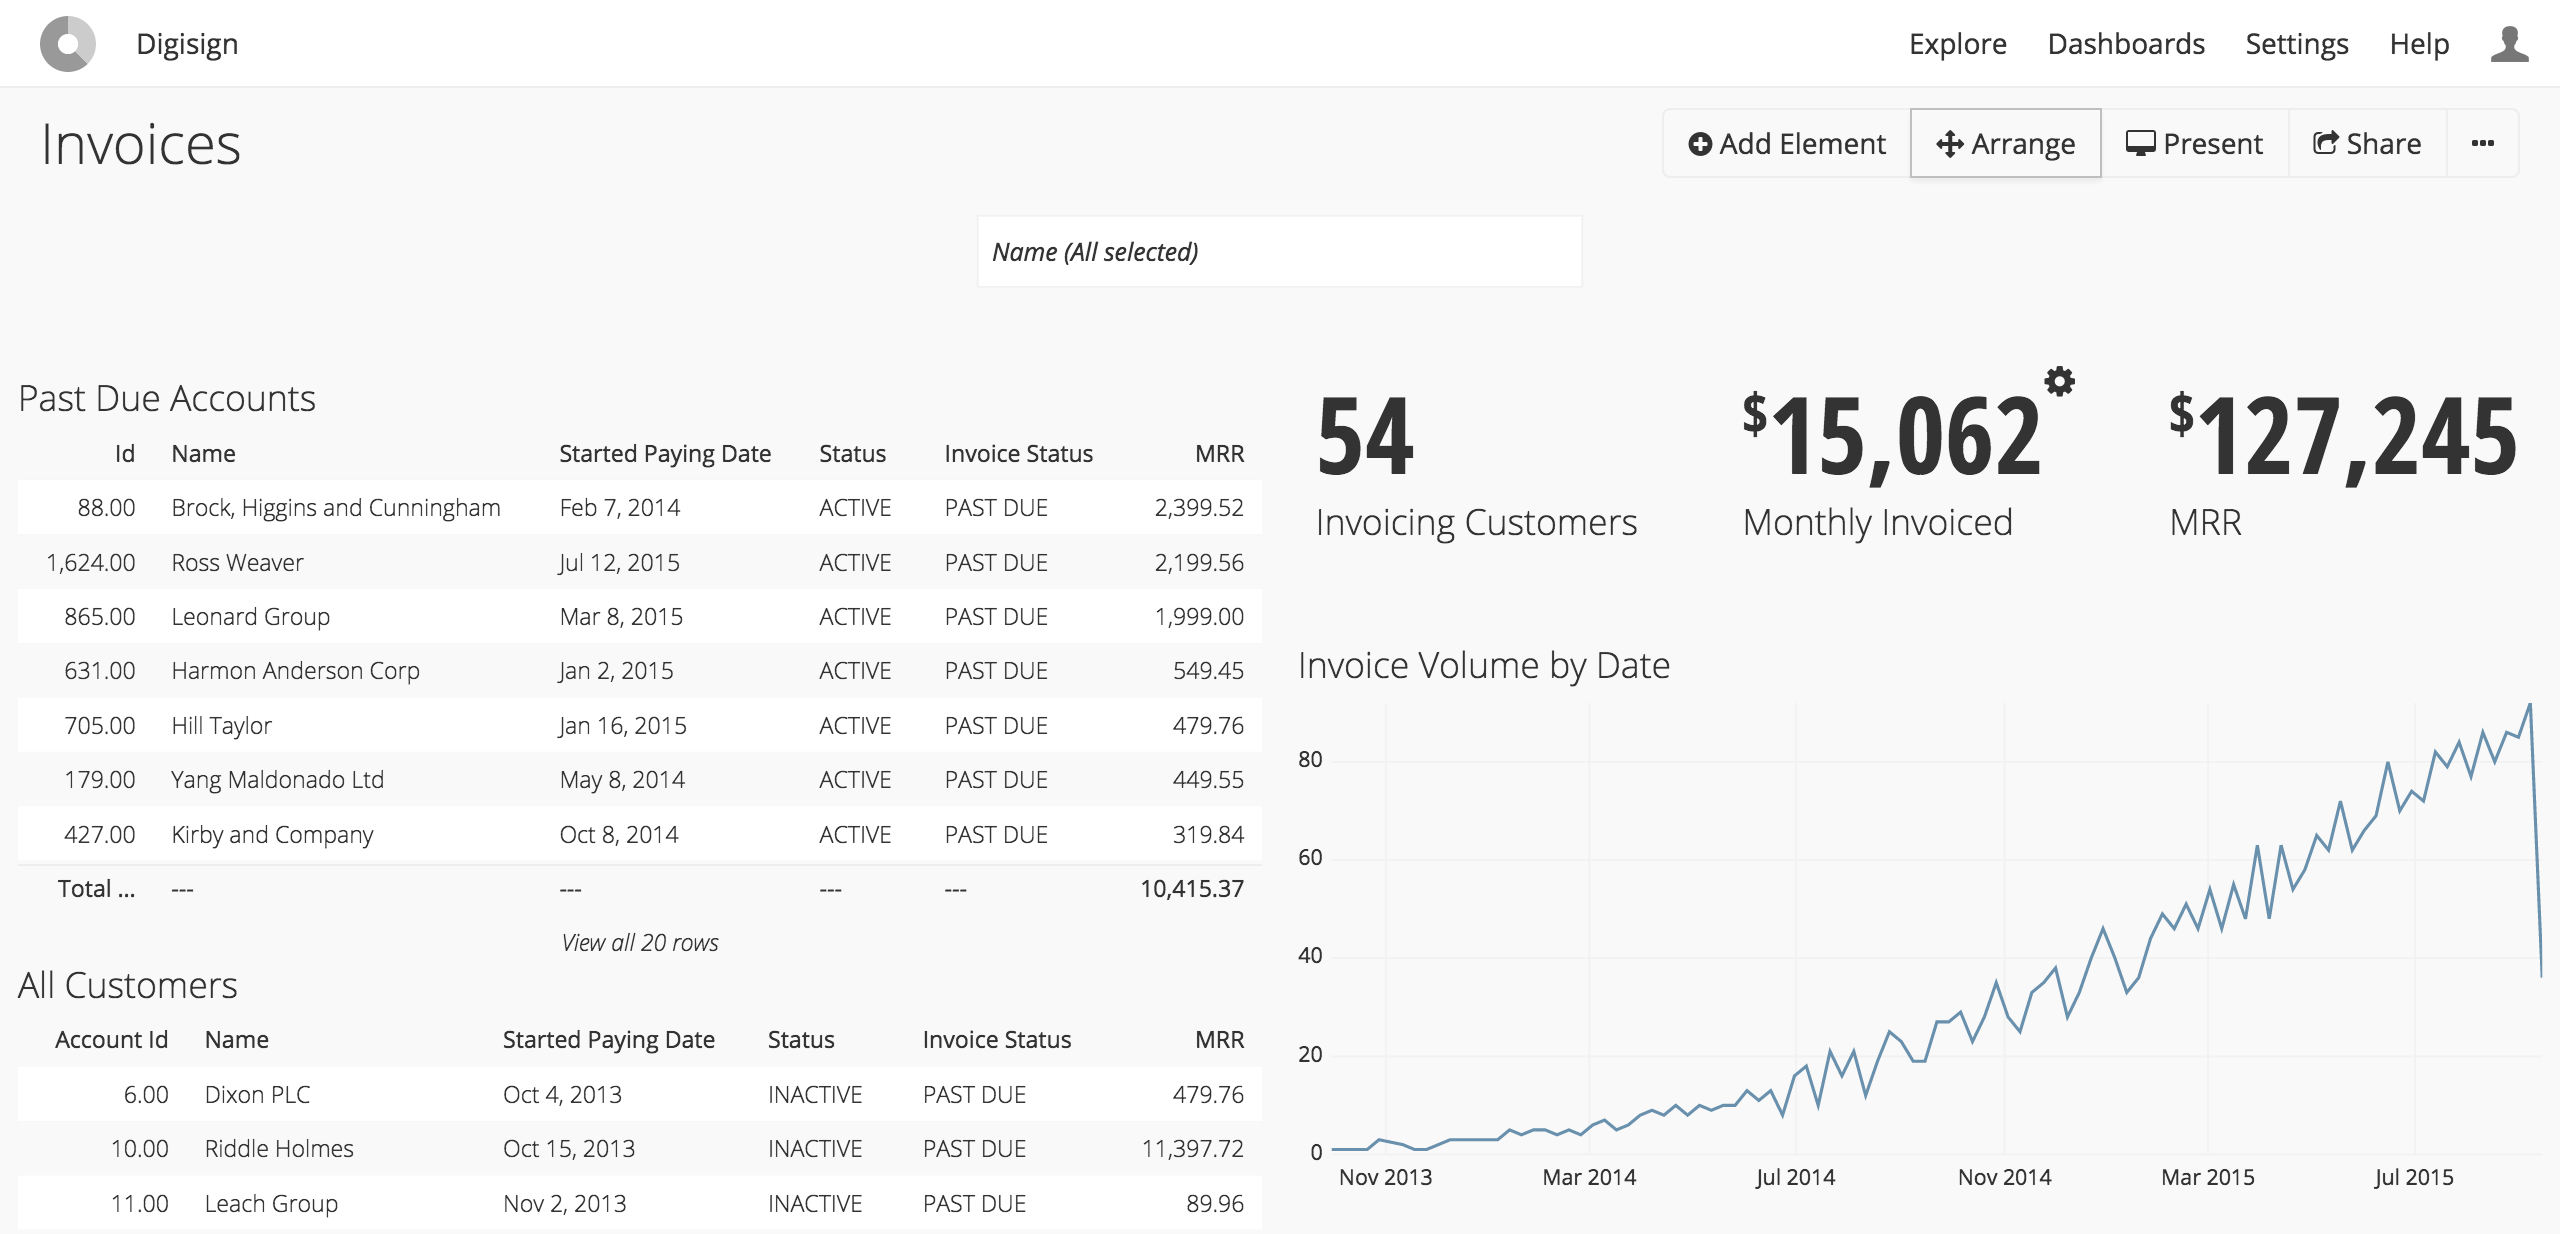 Digisign
Explore Dashboards Settings Help
Invoices
Add Element Arrange Present Share ...
Name (All selected)
Past Due Accounts
Id Name Started Paying Date Status Invoice Status MRR
88.00 Brock, Higgins and Cunningham Feb 7, 2014 ACTIVE PAST DUE 2,399.52
1,624.00 Ross Weaver Jul 12, 2015 ACTIVE PAST DUE 2,199.56
865.00 Leonard Group Mar 8, 2015 ACTIVE PAST DUE 1,999.00
631.00 Harmon Anderson Corp Jan 2, 2015 ACTIVE PAST DUE 549.45
705.00 Hill Taylor Jan 16, 2015 ACTIVE PAST DUE 479.76
179.00 Yang Maldonado Ltd May 8, 2014 ACTIVE PAST DUE 449.55
427.00 Kirby and Company Oct 8, 2014 ACTIVE PAST DUE 319.84
Total ... --- --- --- --- 10,415.37
View all 20 rows
All Customers
Account Id Name Started Paying Date Status Invoice Status MRR
6.00 Dixon PLC Oct 4, 2013 INACTIVE PAST DUE 479.76
10.00 Riddle Holmes Oct 15, 2013 INACTIVE PAST DUE 11,397.72
11.00 Leach Group Nov 2, 2013 INACTIVE PAST DUE 89.96
54
Invoicing Customers
$15,062
Monthly Invoiced
$127,245
MRR
Invoice Volume by Date
80
60
40
20
0
Nov 2013 Mar 2014 Jul 2014 Nov 2014 Mar 2015 Jul 2015